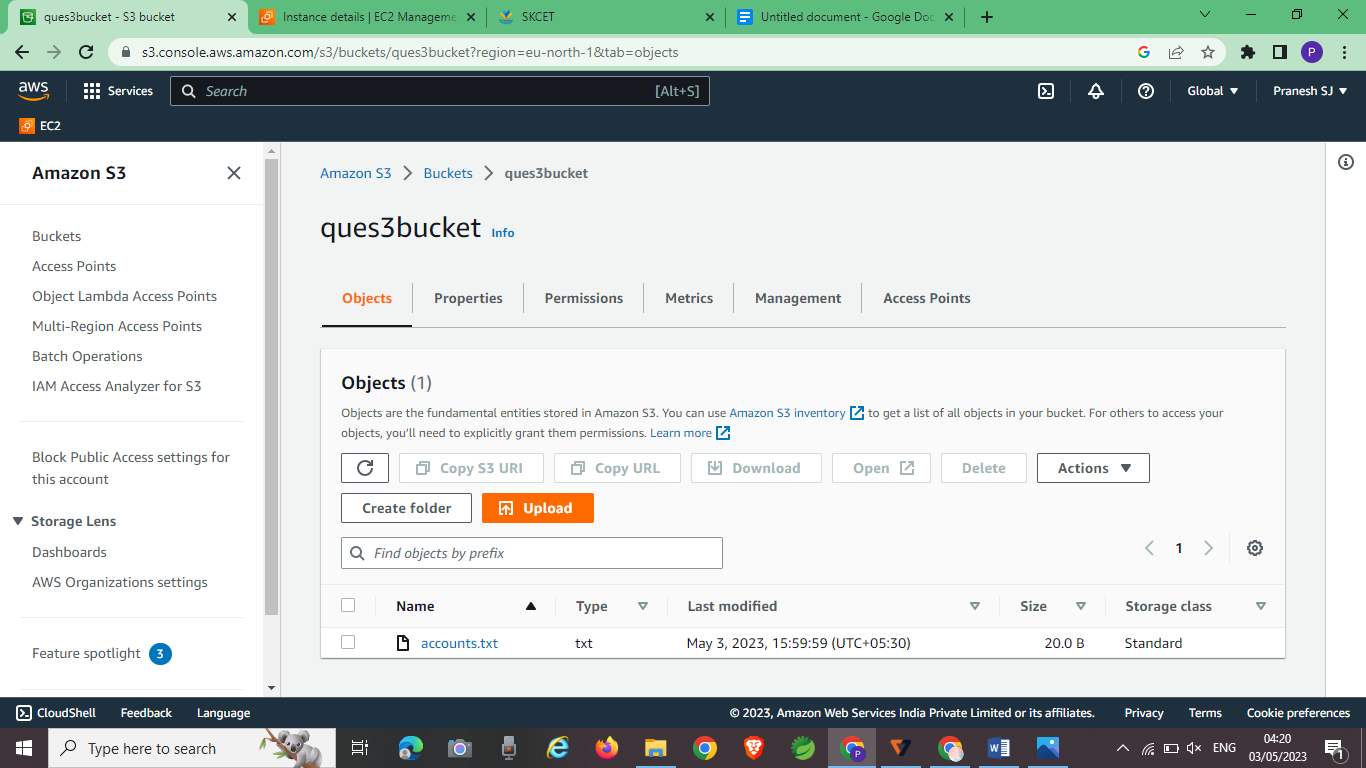 ques3bucket - S3 bucket
Instance details | EC2 Manageme
SKCET
Untitled document - Google Doc
s3.console.aws.amazon.com/s3/buckets/ques3bucket?region=eu-north-1&tab=objects
P
aws
Services
Search
[Alt+S]
Global
Pranesh SJ
EC2
Amazon S3
Buckets
Access Points
Object Lambda Access Points
Multi-Region Access Points
Batch Operations
IAM Access Analyzer for S3
Block Public Access settings for
this account
Storage Lens
Dashboards
AWS Organizations settings
Feature spotlight 3
Amazon S3 > Buckets > ques3bucket
ques3bucket Info
Objects
Properties
Permissions
Metrics
Management
Access Points
Objects (1)
Objects are the fundamental entities stored in Amazon S3. You can use Amazon S3 inventory to get a list of all objects in your bucket. For others to access your
objects, you'll need to explicitly grant them permissions. Learn more
Copy S3 URI
Copy URL
Download
Open
Delete
Actions
Create folder
Upload
Find objects by prefix
1
Name Type Last modified Size Storage class
accounts.txt txt May 3, 2023, 15:59:59 (UTC+05:30) 20.0 B Standard
CloudShell Feedback Language
© 2023, Amazon Web Services India Private Limited or its affiliates. Privacy Terms Cookie preferences
Type here to search
ENG
04:20
03/05/2023
1